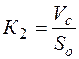 K₂ = V_c / S_o